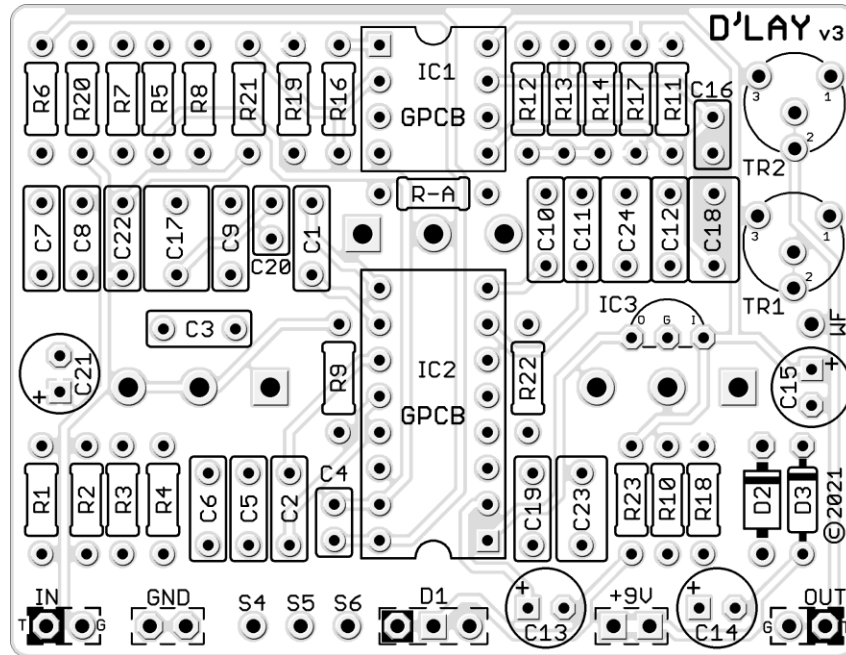 D'LAY v3
R6 R20 R7 R5 R8 R21 R19 R16 IC1 GPCB R12 R13 R14 R17 R11 C16 3 1 2
TR2
R-A
C7 C8 C22 C17 C9 C20 C1 C10 C11 C24 C12 C18 3 1 2
TR1
IC3
O G I
WF
C3
+ C21 R9 IC2 GPCB R22 C15 +
R1 R2 R3 R4 C6 C5 C2 C4 C19 C23 R23 R10 R18 D2 D3 ©2021
IN GND S4 S5 S6 D1 + C13 +9V + C14 OUT
T G G T